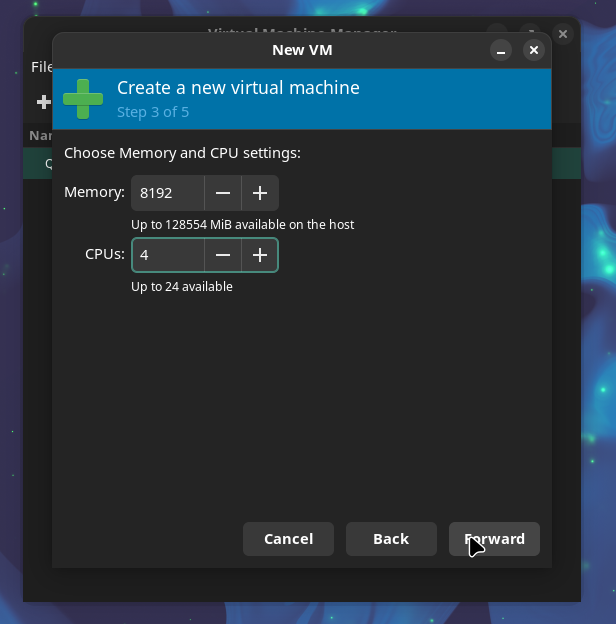 Virtual Machine Manager
New VM
File
Create a new virtual machine
Step 3 of 5
Nar
Choose Memory and CPU settings:
Q
Memory: 8192
Up to 128554 MiB available on the host
CPUs: 4
Up to 24 available
Cancel Back Forward